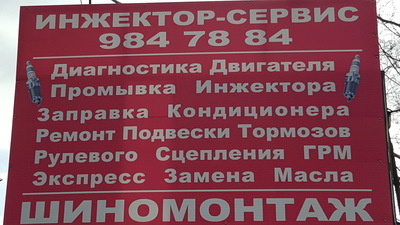 ИНЖЕКТОР-СЕРВИС
984 78 84
Диагностика Двигателя
Промывка Инжектора
Заправка Кондиционера
Ремонт Подвески Тормозов
Рулевого Сцепления ГРМ
Экспресс Замена Масла
ШИНОМОНТАЖ